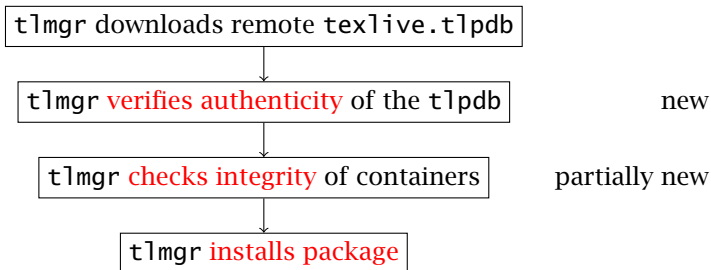 tlmgr downloads remote texlive.tlpdb
tlmgr verifies authenticity of the tlpdb new
tlmgr checks integrity of containers partially new
tlmgr installs package